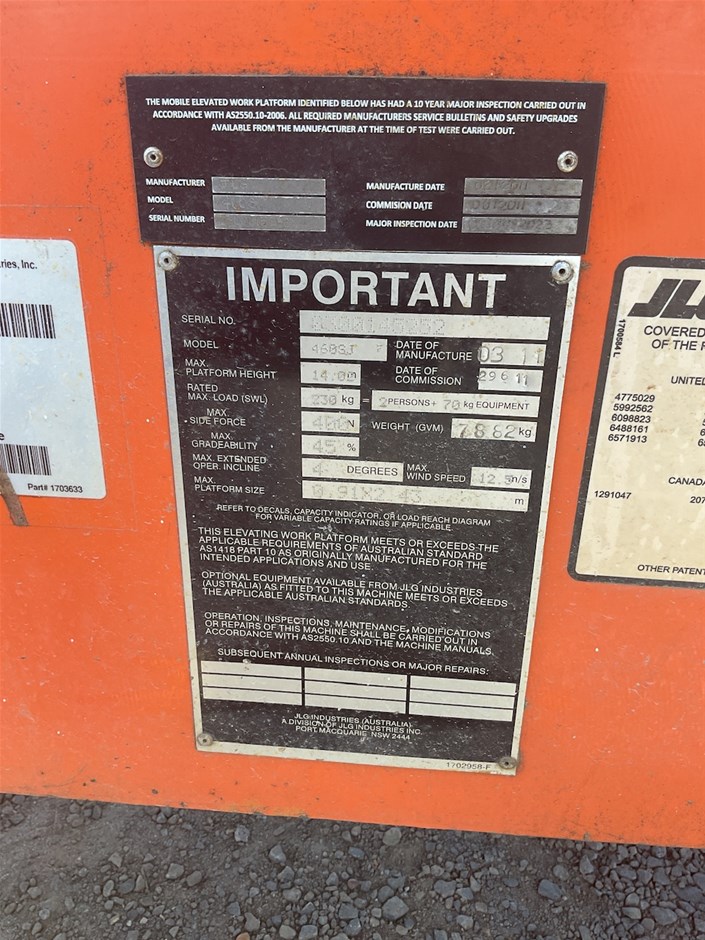 THE MOBILE ELEVATED WORK PLATFORM IDENTIFIED BELOW HAS HAD A 10 YEAR MAJOR INSPECTION CARRIED OUT IN
ACCORDANCE WITH AS2550.10-2006. ALL REQUIRED MANUFACTURERS SERVICE BULLETINS AND SAFETY UPGRADES
AVAILABLE FROM THE MANUFACTURER AT THE TIME OF TEST WERE CARRIED OUT.
MANUFACTURER
MANUFACTURE DATE
MODEL
COMMISION DATE
SERIAL NUMBER
MAJOR INSPECTION DATE
IMPORTANT
SERIAL NO.
MODEL 460SJ DATE OF MANUFACTURE 03 11
MAX. PLATFORM HEIGHT 14.00 DATE OF COMMISSION 29 6 11
RATED MAX. LOAD (SWL) 230 kg = 2 PERSONS + 70 kg EQUIPMENT
MAX. SIDE FORCE 400 N WEIGHT (GVM) 7882 kg
MAX. GRADEABILITY 45 %
MAX. EXTENDED OPER. INCLINE 4 DEGREES MAX. WIND SPEED 12.5 m/s
MAX. PLATFORM SIZE 0.91X2.43 m
REFER TO DECALS, CAPACITY INDICATOR, OR LOAD REACH DIAGRAM
FOR VARIABLE CAPACITY RATINGS IF APPLICABLE.
THIS ELEVATING WORK PLATFORM MEETS OR EXCEEDS THE
APPLICABLE REQUIREMENTS OF AUSTRALIAN STANDARD
AS1418 PART 10 AS ORIGINALLY MANUFACTURED FOR THE
INTENDED APPLICATIONS AND USE.
OPTIONAL EQUIPMENT AVAILABLE FROM JLG INDUSTRIES
(AUSTRALIA) AS FITTED TO THIS MACHINE MEETS OR EXCEEDS
THE APPLICABLE AUSTRALIAN STANDARDS.
OPERATION, INSPECTIONS, MAINTENANCE, MODIFICATIONS
OR REPAIRS OF THIS MACHINE SHALL BE CARRIED OUT IN
ACCORDANCE WITH AS2550.10 AND THE MACHINE MANUALS.
SUBSEQUENT ANNUAL INSPECTIONS OR MAJOR REPAIRS:
JLG INDUSTRIES (AUSTRALIA)
A DIVISION OF JLG INDUSTRIES INC.
PORT MACQUARIE NSW 2444
1702958-F
ries, Inc.
e
Part# 1703633
JLG
1700584 L
COVERED
OF THE F
UNITED
4775029
5992562
6098823
6488161
6571913
CANADA
1291047 207
OTHER PATENT